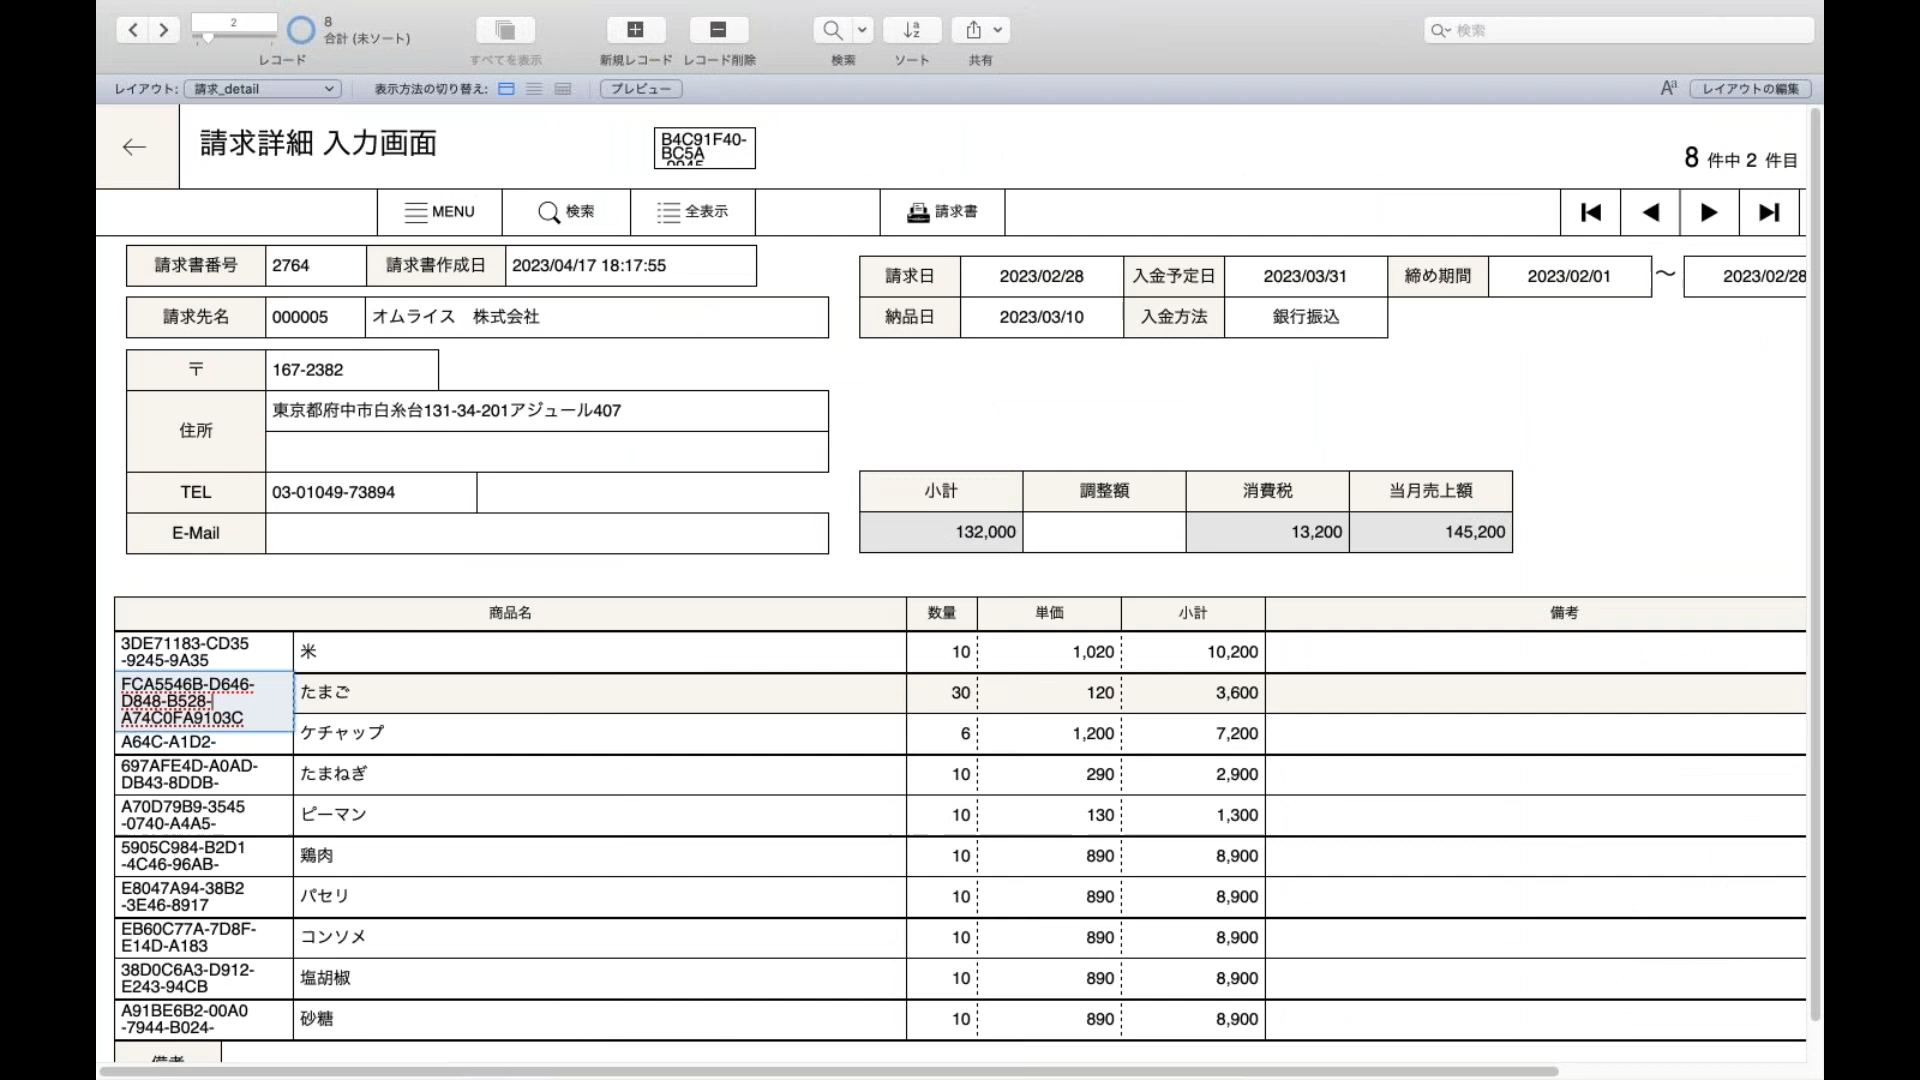 2
8
合計 (未ソート)
検索
レコード
すべてを表示
新規レコード
レコード削除
検索
ソート
共有
レイアウト:
請求_detail
表示方法の切り替え:
プレビュー
Aa
レイアウトの編集
請求詳細 入力画面
B4C91F40-
BC5A
8 件中 2 件目
MENU
検索
全表示
請求書
請求書番号
2764
請求書作成日
2023/04/17 18:17:55
請求日
2023/02/28
入金予定日
2023/03/31
締め期間
2023/02/01
～
2023/02/28
請求先名
000005
オムライス　株式会社
納品日
2023/03/10
入金方法
銀行振込
〒
167-2382
住所
東京都府中市白糸台131-34-201アジュール407
TEL
03-01049-73894
E-Mail
小計
調整額
消費税
当月売上額
132,000
13,200
145,200
商品名
数量
単価
小計
備考
3DE71183-CD35
-9245-9A35
米
10
1,020
10,200
FCA5546B-D646-
D848-B528-
A74C0FA9103C
たまご
30
120
3,600
A64C-A1D2-
ケチャップ
6
1,200
7,200
697AFE4D-A0AD-
DB43-8DDB-
たまねぎ
10
290
2,900
A70D79B9-3545
-0740-A4A5-
ピーマン
10
130
1,300
5905C984-B2D1
-4C46-96AB-
鶏肉
10
890
8,900
E8047A94-38B2
-3E46-8917
パセリ
10
890
8,900
EB60C77A-7D8F-
E14D-A183
コンソメ
10
890
8,900
38D0C6A3-D912-
E243-94CB
塩胡椒
10
890
8,900
A91BE6B2-00A0
-7944-B024-
砂糖
10
890
8,900
備考